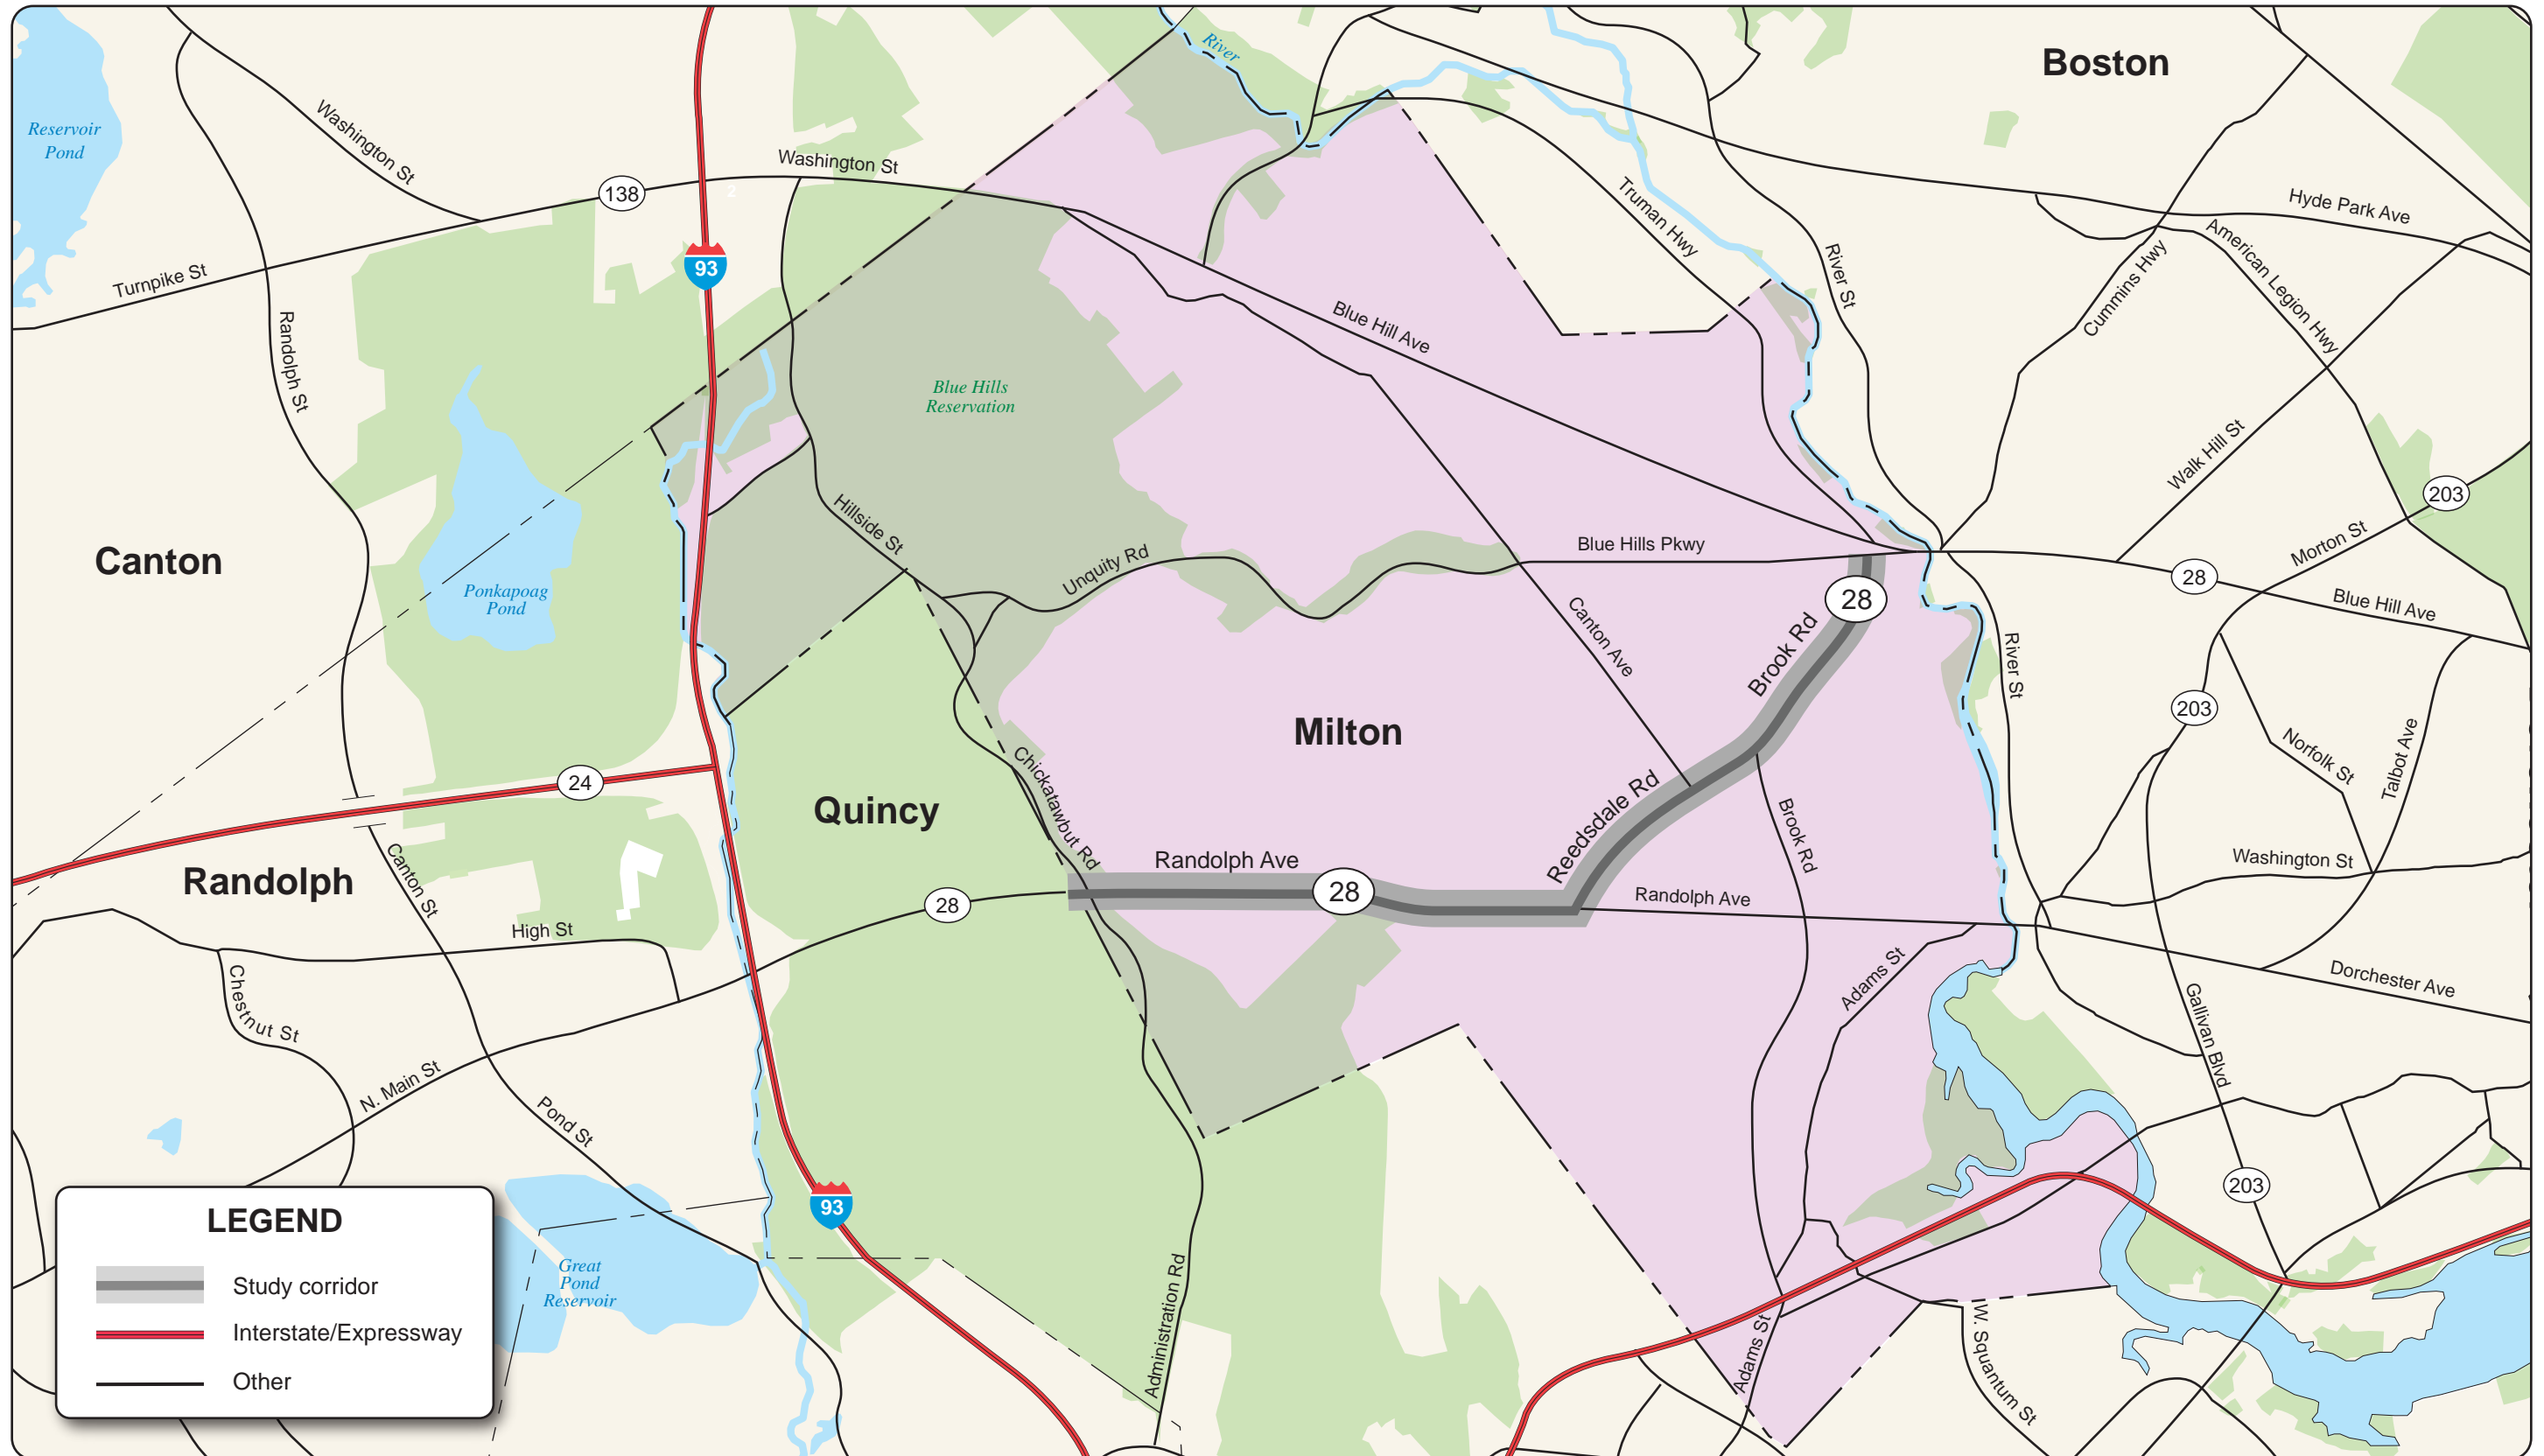 River
Boston
Reservoir
Pond
Washington St
Washington St
138
2
Hyde Park Ave
Truman Hwy
American Legion Hwy
River St
Cummins Hwy
93
Turnpike St
Randolph St
Blue Hill Ave
Blue Hills
Reservation
Walk Hill St
203
Hillside St
Morton St
Blue Hills Pkwy
Canton
Unquity Rd
28
Ponkapoag
Pond
28
Blue Hill Ave
Canton Ave
Brook Rd
River St
203
Milton
Norfolk St
Talbot Ave
24
Chickatawbut Rd
Quincy
Reedsdale Rd
Brook Rd
Randolph Ave
Washington St
Randolph
Canton St
28
28
Randolph Ave
High St
Adams St
Dorchester Ave
Chestnut St
Gallivan Blvd
N. Main St
Pond St
203
93
LEGEND
Study corridor
Interstate/Expressway
Other
Great
Pond
Reservoir
Administration Rd
Adams St
W. Squantum St